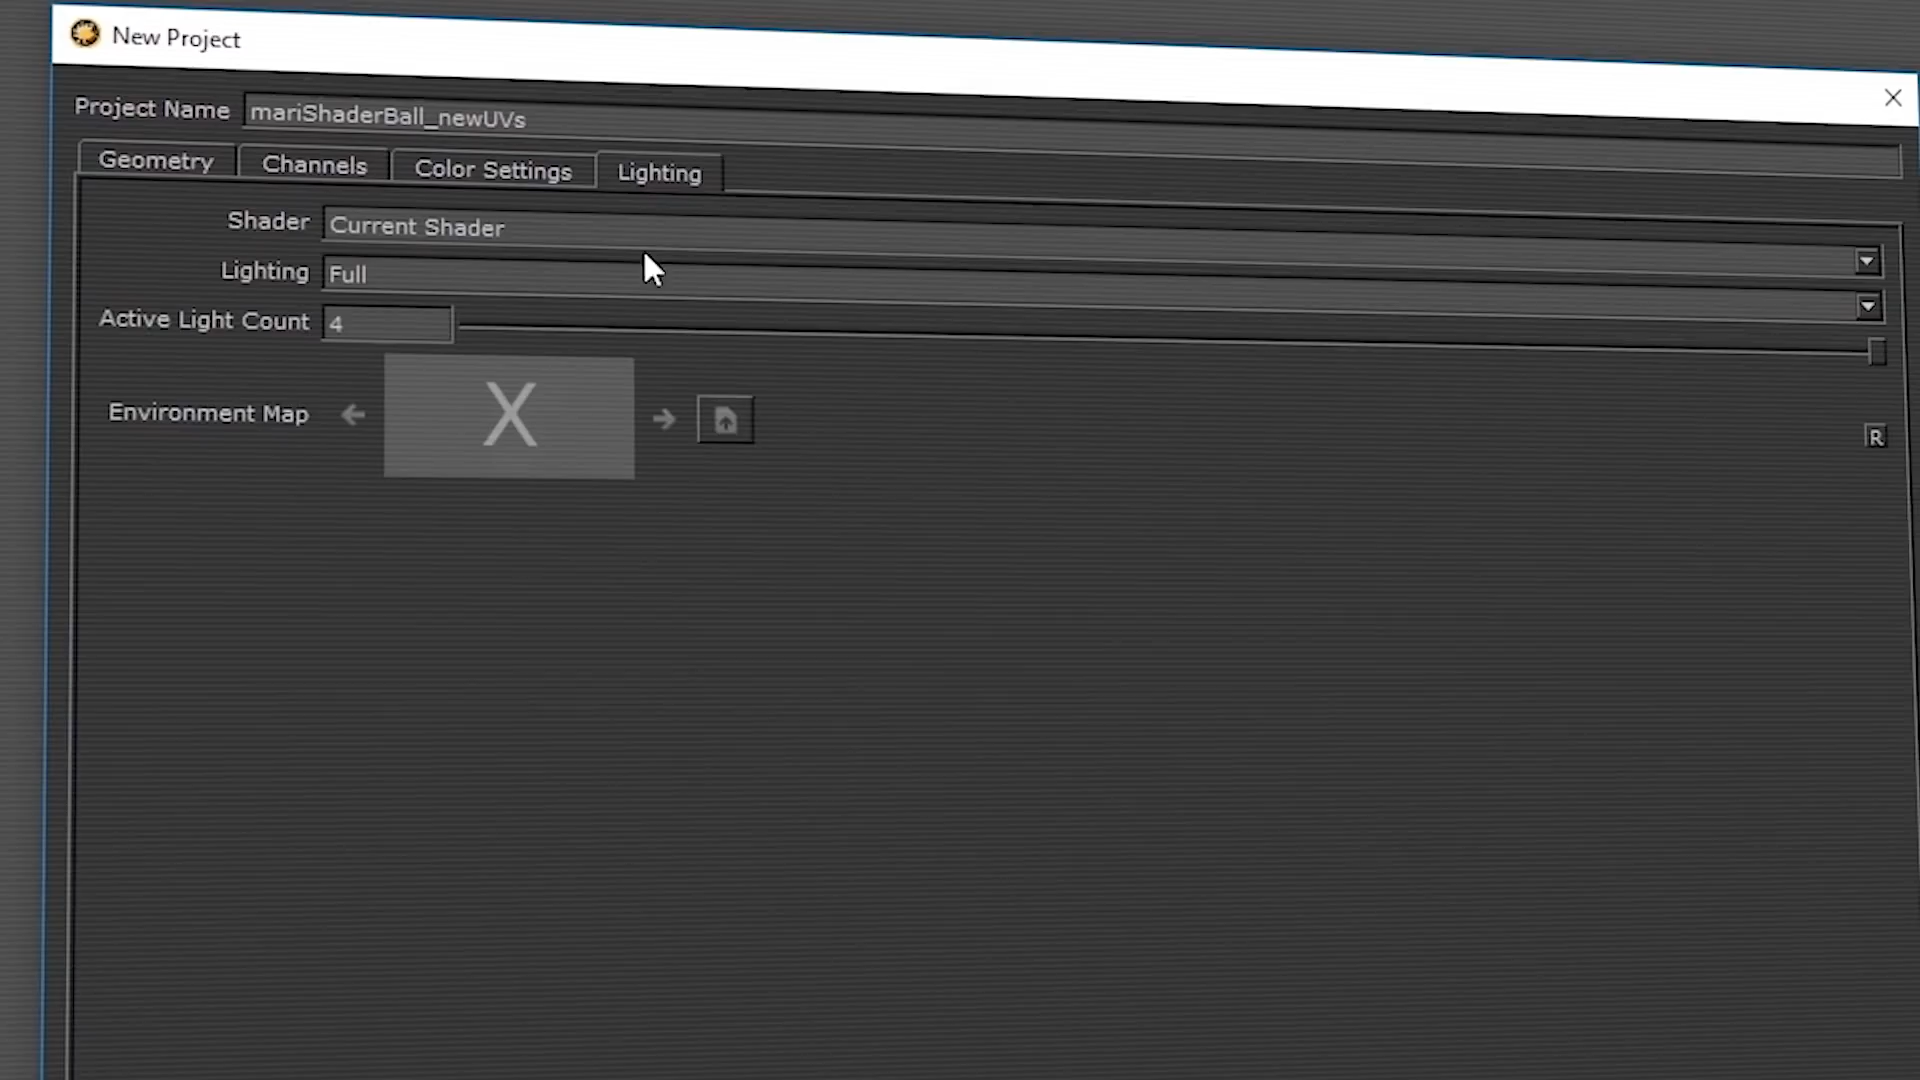 New Project
Project Name mariShaderBall_newUVs
Geometry Channels Color Settings Lighting
Shader Current Shader
Lighting Full
Active Light Count 4
Environment Map X R